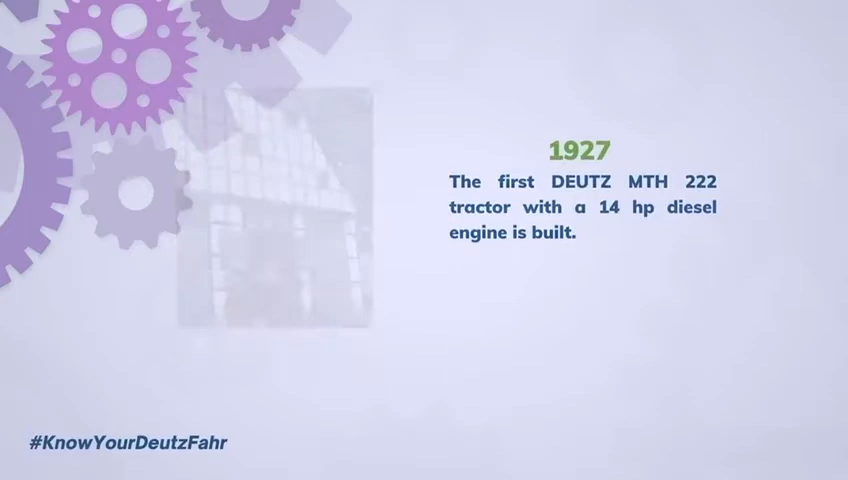 1927
The first DEUTZ MTH 222
tractor with a 14 hp diesel
engine is built.
#KnowYourDeutzFahr